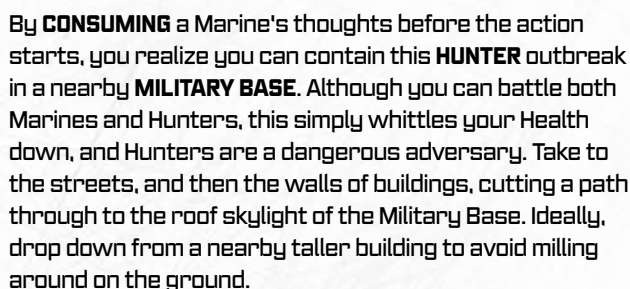 By CONSUMING a Marine's thoughts before the action
starts, you realize you can contain this HUNTER outbreak
in a nearby MILITARY BASE. Although you can battle both
Marines and Hunters, this simply whittles your Health
down, and Hunters are a dangerous adversary. Take to
the streets, and then the walls of buildings, cutting a path
through to the roof skylight of the Military Base. Ideally,
drop down from a nearby taller building to avoid milling
around on the ground.